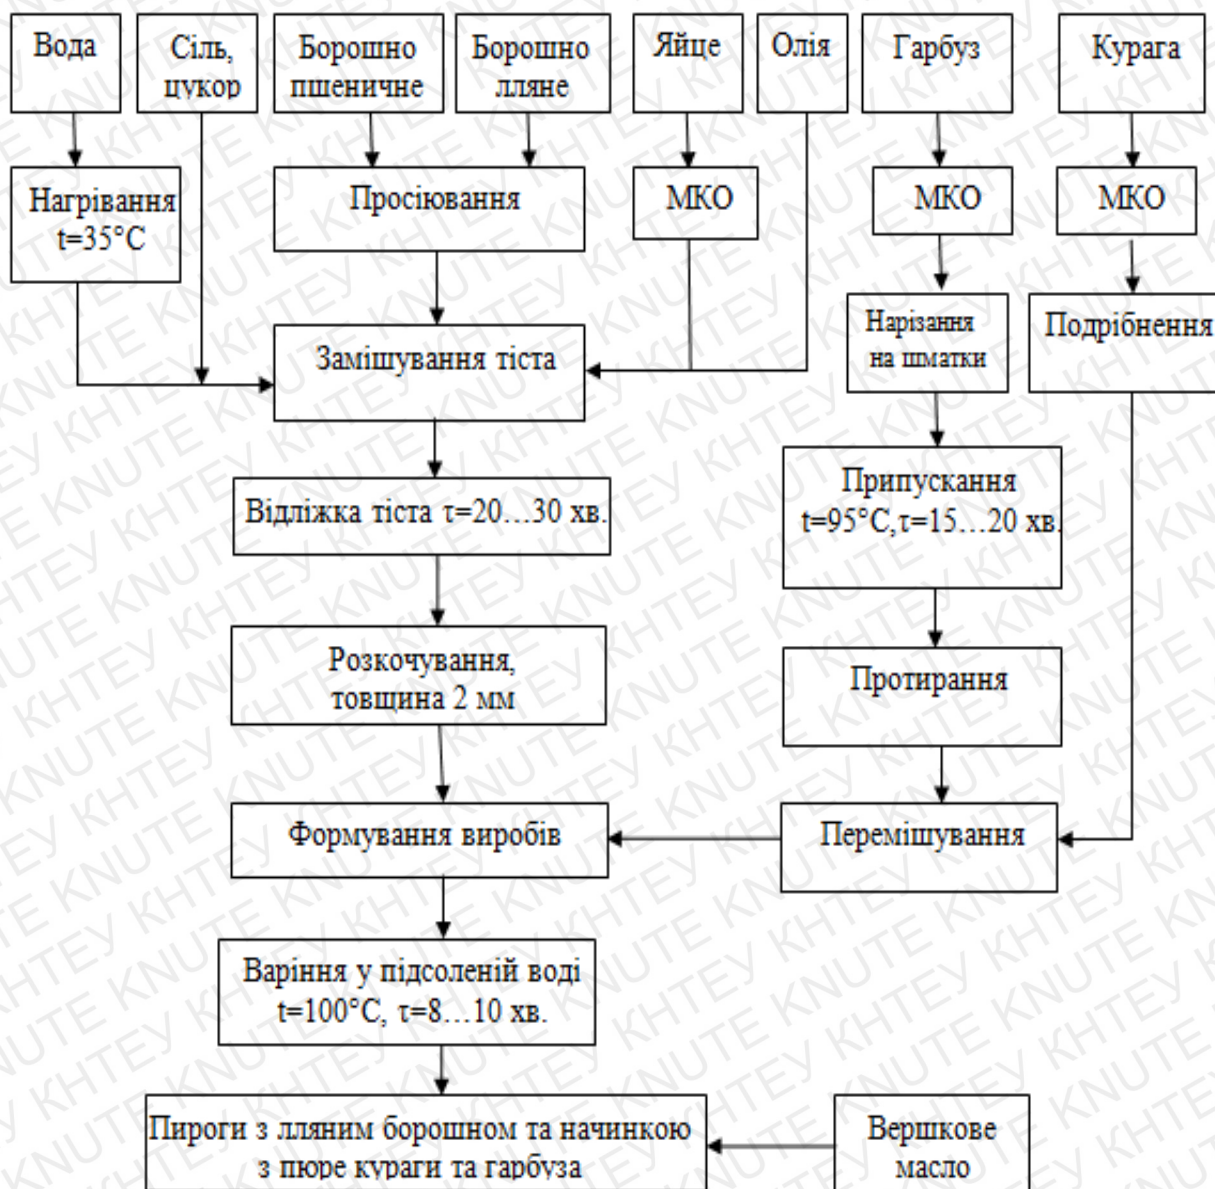 Вода
Сіль,
цукор
Борошно
пшеничне
Борошно
лляне
Яйце
Олія
Гарбуз
Курага
Нагрівання
t=35°C
Просіювання
МКО
МКО
МКО
Замішування тіста
Нарізання
на шматки
Подрібнення
Відліжка тіста τ=20…30 хв.
Припускання
t=95°C,τ=15…20 хв.
Розкочування,
товщина 2 мм
Протирання
Формування виробів
Перемішування
Варіння у підсоленій воді
t=100°C, τ=8…10 хв.
Пироги з лляним борошном та начинкою
з пюре кураги та гарбуза
Вершкове
масло